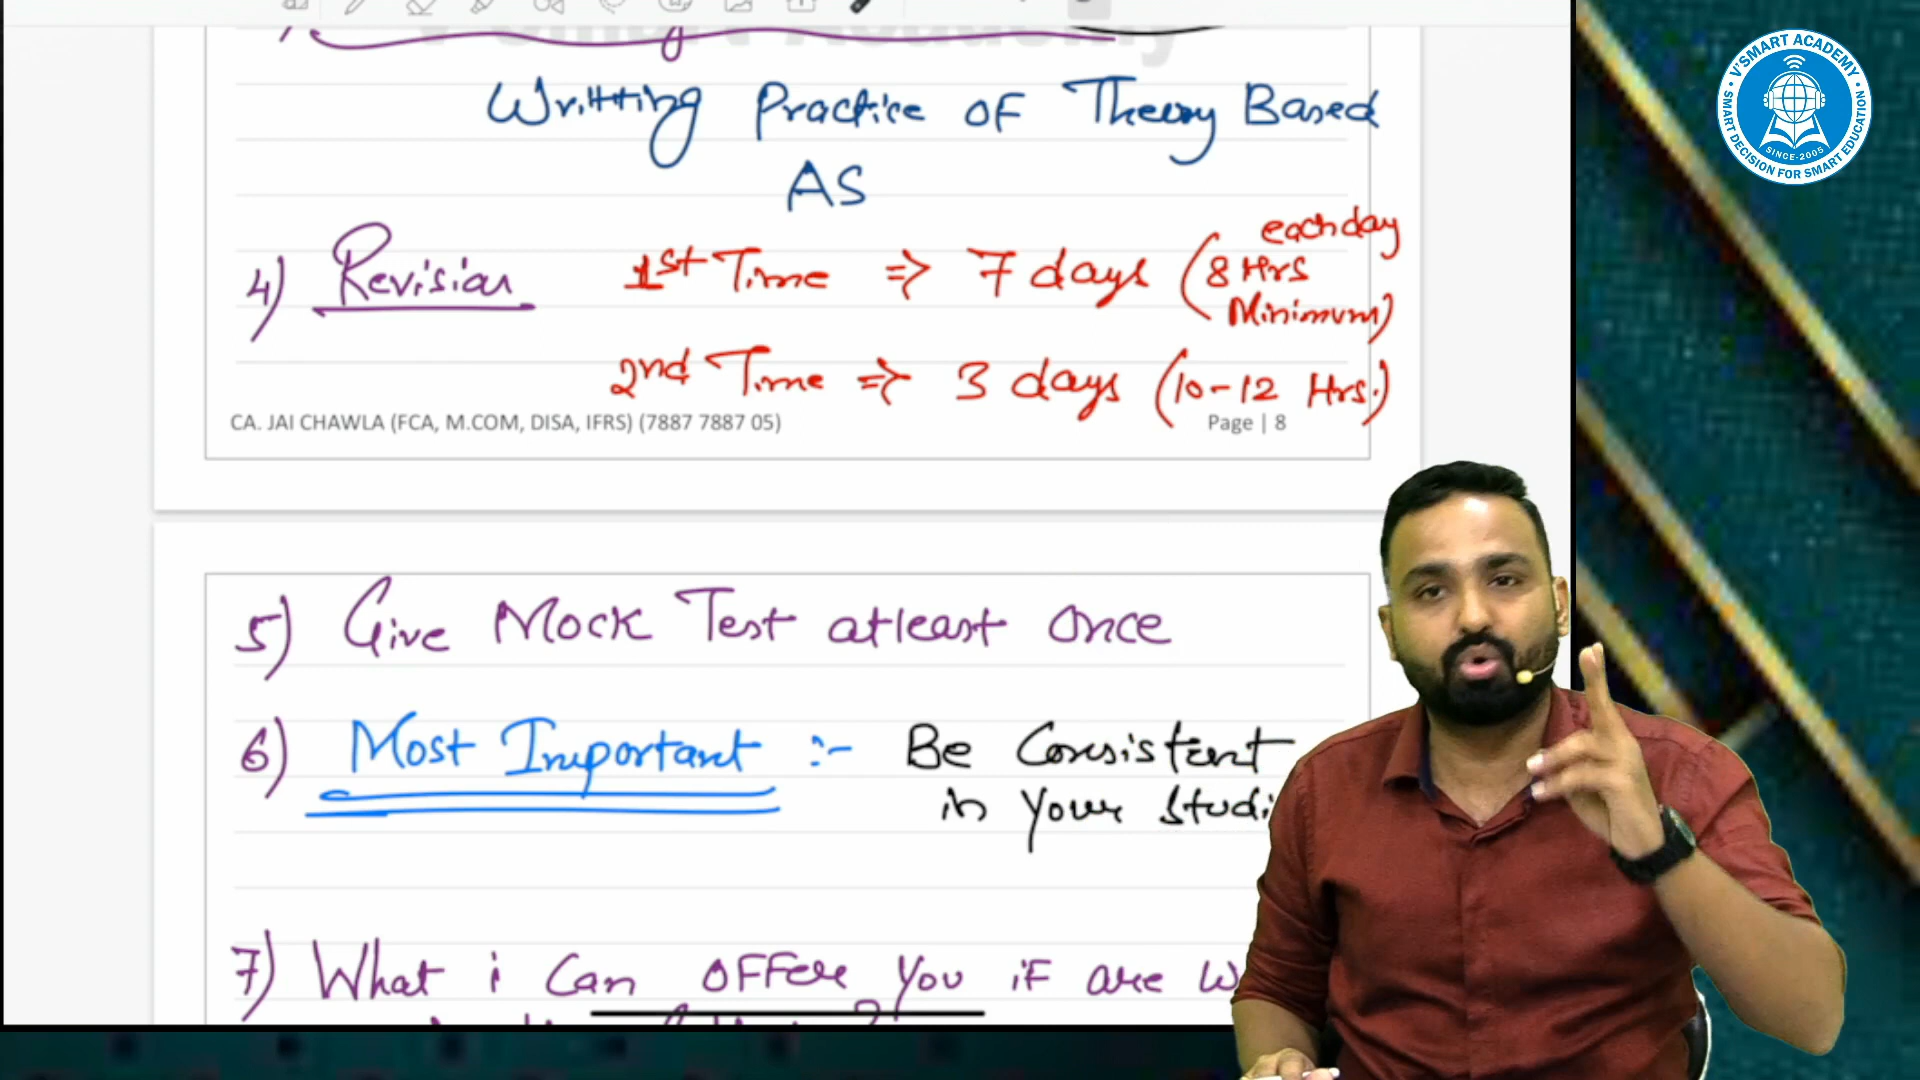 Writting Practice of Theory Based
AS
4) Revision 1st Time => 7 days (8 Hrs each day Minimum)
2nd Time => 3 days (10-12 Hrs.)
CA. JAI CHAWLA (FCA, M.COM, DISA, IFRS) (7887 7887 05) Page | 8
5) Give Mock Test atleast once
6) Most Important :- Be Consistent
in your Studi
7) What i Can offer you if are W
V'SMART ACADEMY
SINCE-2005
SMART DECISION FOR SMART EDUCATION